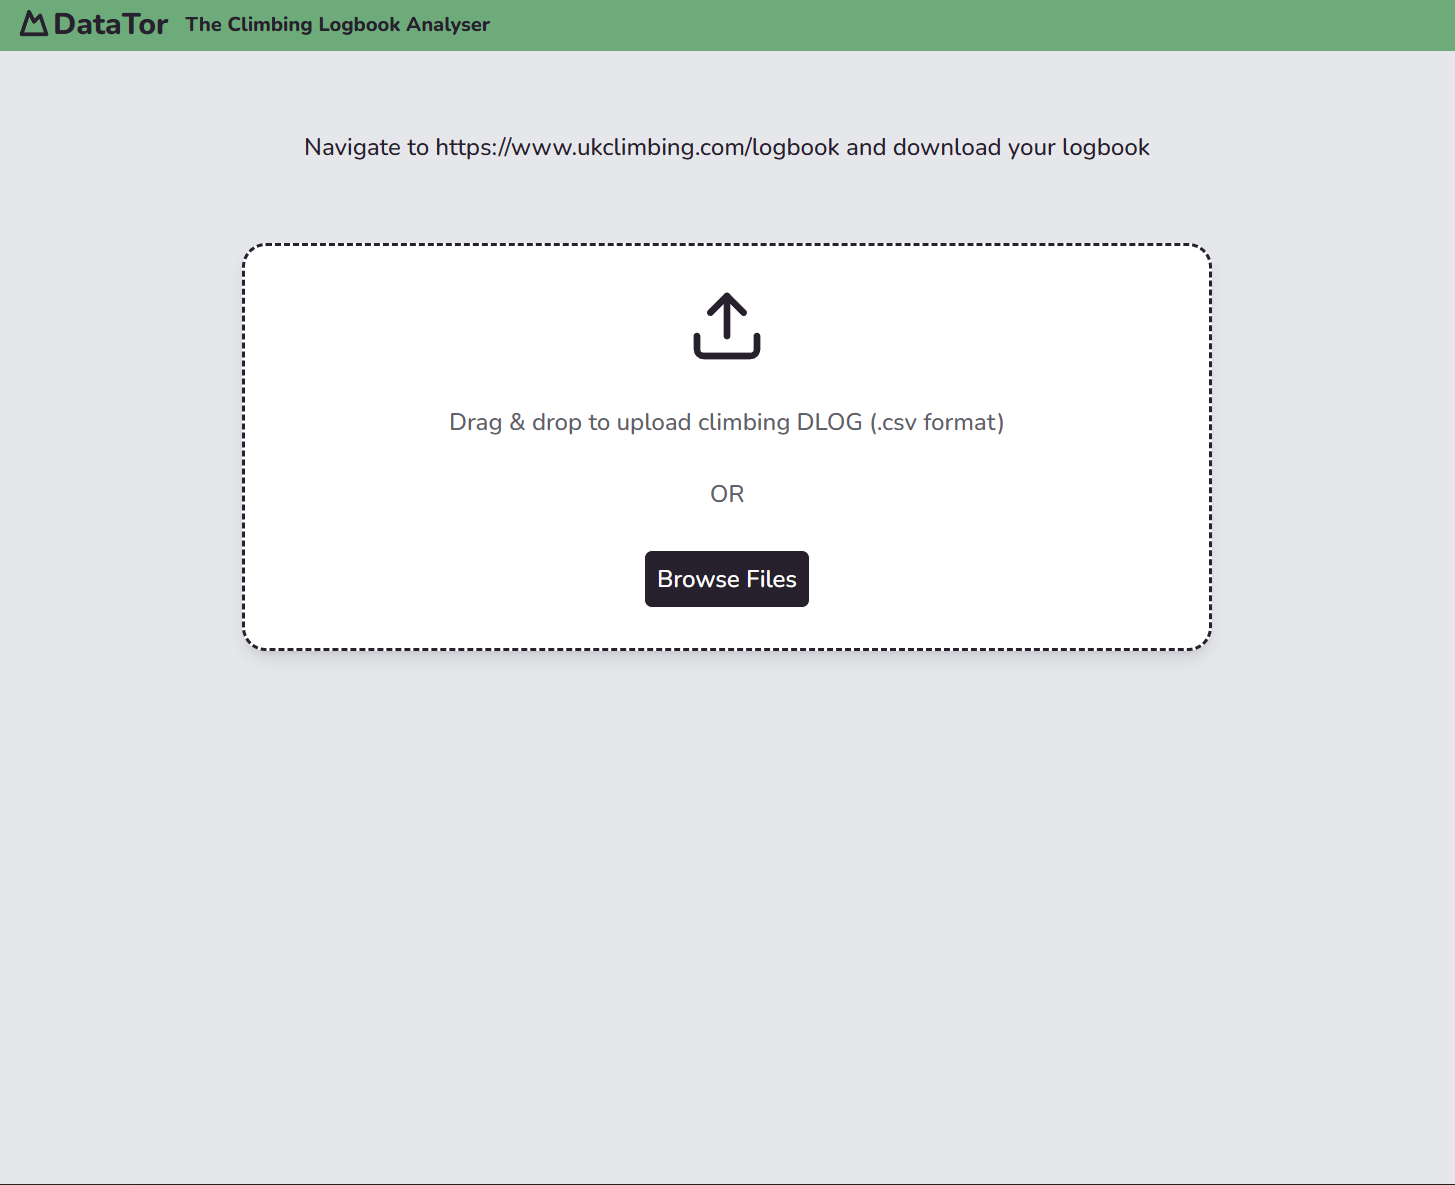 DataTor The Climbing Logbook Analyser
Navigate to https://www.ukclimbing.com/logbook and download your logbook
Drag & drop to upload climbing DLOG (.csv format)
OR
Browse Files